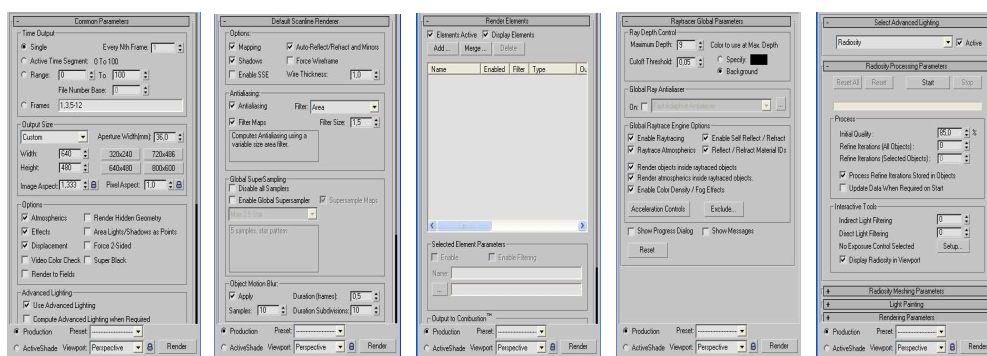 Common Parameters
Time Output
Single
Every Nth Frame: 1
Active Time Segment: 0 To 100
Range: 0 To 100
File Number Base: 0
Frames 1,3,5-12
Output Size
Custom
Aperture Width(mm): 36,0
Width: 640
320x240
720x486
Height: 480
640x480
800x600
Image Aspect: 1,333
Pixel Aspect: 1,0
Options
Atmospherics
Render Hidden Geometry
Effects
Area Lights/Shadows as Points
Displacement
Force 2-Sided
Video Color Check
Super Black
Render to Fields
Advanced Lighting
Use Advanced Lighting
Compute Advanced Lighting when Required
Production
Preset: -----------
ActiveShade
Viewport: Perspective
Render
Default Scanline Renderer
Options:
Mapping
Auto-Reflect/Refract and Mirrors
Shadows
Force Wireframe
Enable SSE
Wire Thickness: 1,0
Antialiasing:
Antialiasing
Filter: Area
Filter Maps
Filter Size: 1,5
Computes Antialiasing using a
variable size area filter.
Global SuperSampling
Disable all Samplers
Enable Global Supersampler
Supersample Maps
Max 2.5 Star
5 samples, star pattern
Object Motion Blur:
Apply
Duration (frames): 0,5
Samples: 10
Duration Subdivisions: 10
Production
Preset: -----------
ActiveShade
Viewport: Perspective
Render
Render Elements
Elements Active
Display Elements
Add ...
Merge ...
Delete
Name
Enabled
Filter
Type
Ou
Selected Element Parameters
Enable
Enable Filtering
Name:
...
Output to Combustion™
Production
Preset: -----------
ActiveShade
Viewport: Perspective
Render
Raytracer Global Parameters
Ray Depth Control
Maximum Depth: 9
Color to use at Max. Depth
Cutoff Threshold: 0,05
Specify:
Background
Global Ray Antialiaser
On:
Fast Adaptive Antialiaser
...
Global Raytrace Engine Options
Enable Raytracing
Enable Self Reflect / Refract
Raytrace Atmospherics
Reflect / Refract Material IDs
Render objects inside raytraced objects
Render atmospherics inside raytraced objects.
Enable Color Density / Fog Effects
Acceleration Controls
Exclude...
Show Progress Dialog
Show Messages
Reset
Production
Preset: -----------
ActiveShade
Viewport: Perspective
Render
Select Advanced Lighting
Radiosity
Active
Radiosity Processing Parameters
Reset All
Reset
Start
Stop
Process
Initial Quality: 85,0 %
Refine Iterations (All Objects): 0
Refine Iterations (Selected Objects): 0
Process Refine Iterations Stored in Objects
Update Data When Required on Start
Interactive Tools
Indirect Light Filtering 0
Direct Light Filtering 0
No Exposure Control Selected
Setup...
Display Radiosity in Viewport
Radiosity Meshing Parameters
Light Painting
Rendering Parameters
Production
Preset: -----------
ActiveShade
Viewport: Perspective
Render